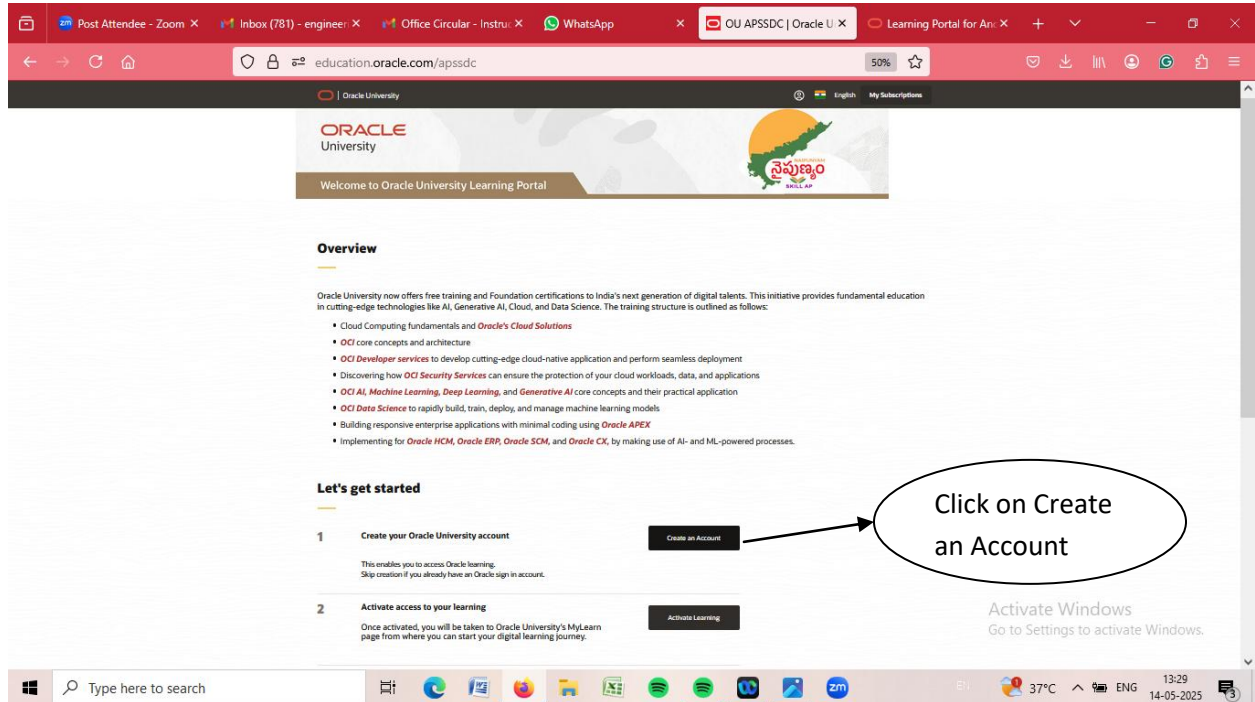 Post Attendee - Zoom
Inbox (781) - engineer
Office Circular - Instruc
WhatsApp
OU APSSDC | Oracle U
Learning Portal for And
education.oracle.com/apssdc
50%
Oracle University
English
My Subscriptions
ORACLE
University
నైపుణ్యం
SKILL AP
Welcome to Oracle University Learning Portal
Overview
Oracle University now offers free training and Foundation certifications to India's next generation of digital talents. This initiative provides fundamental education
in cutting-edge technologies like AI, Generative AI, Cloud, and Data Science. The training structure is outlined as follows:
Cloud Computing fundamentals and Oracle's Cloud Solutions
OCI core concepts and architecture
OCI Developer services to develop cutting-edge cloud-native application and perform seamless deployment
Discovering how OCI Security Services can ensure the protection of your cloud workloads, data, and applications
OCI AI, Machine Learning, Deep Learning, and Generative AI core concepts and their practical application
OCI Data Science to rapidly build, train, deploy, and manage machine learning models
Building responsive enterprise applications with minimal coding using Oracle APEX
Implementing for Oracle HCM, Oracle ERP, Oracle SCM, and Oracle CX, by making use of AI- and ML-powered processes.
Let's get started
1 Create your Oracle University account
Create an Account
This enables you to access Oracle learning.
Skip creation if you already have an Oracle sign in account.
Click on Create
an Account
2 Activate access to your learning
Activate Learning
Once activated, you will be taken to Oracle University's MyLearn
page from where you can start your digital learning journey.
Activate Windows
Go to Settings to activate Windows.
Type here to search
37°C
ENG
13:29
14-05-2025
3